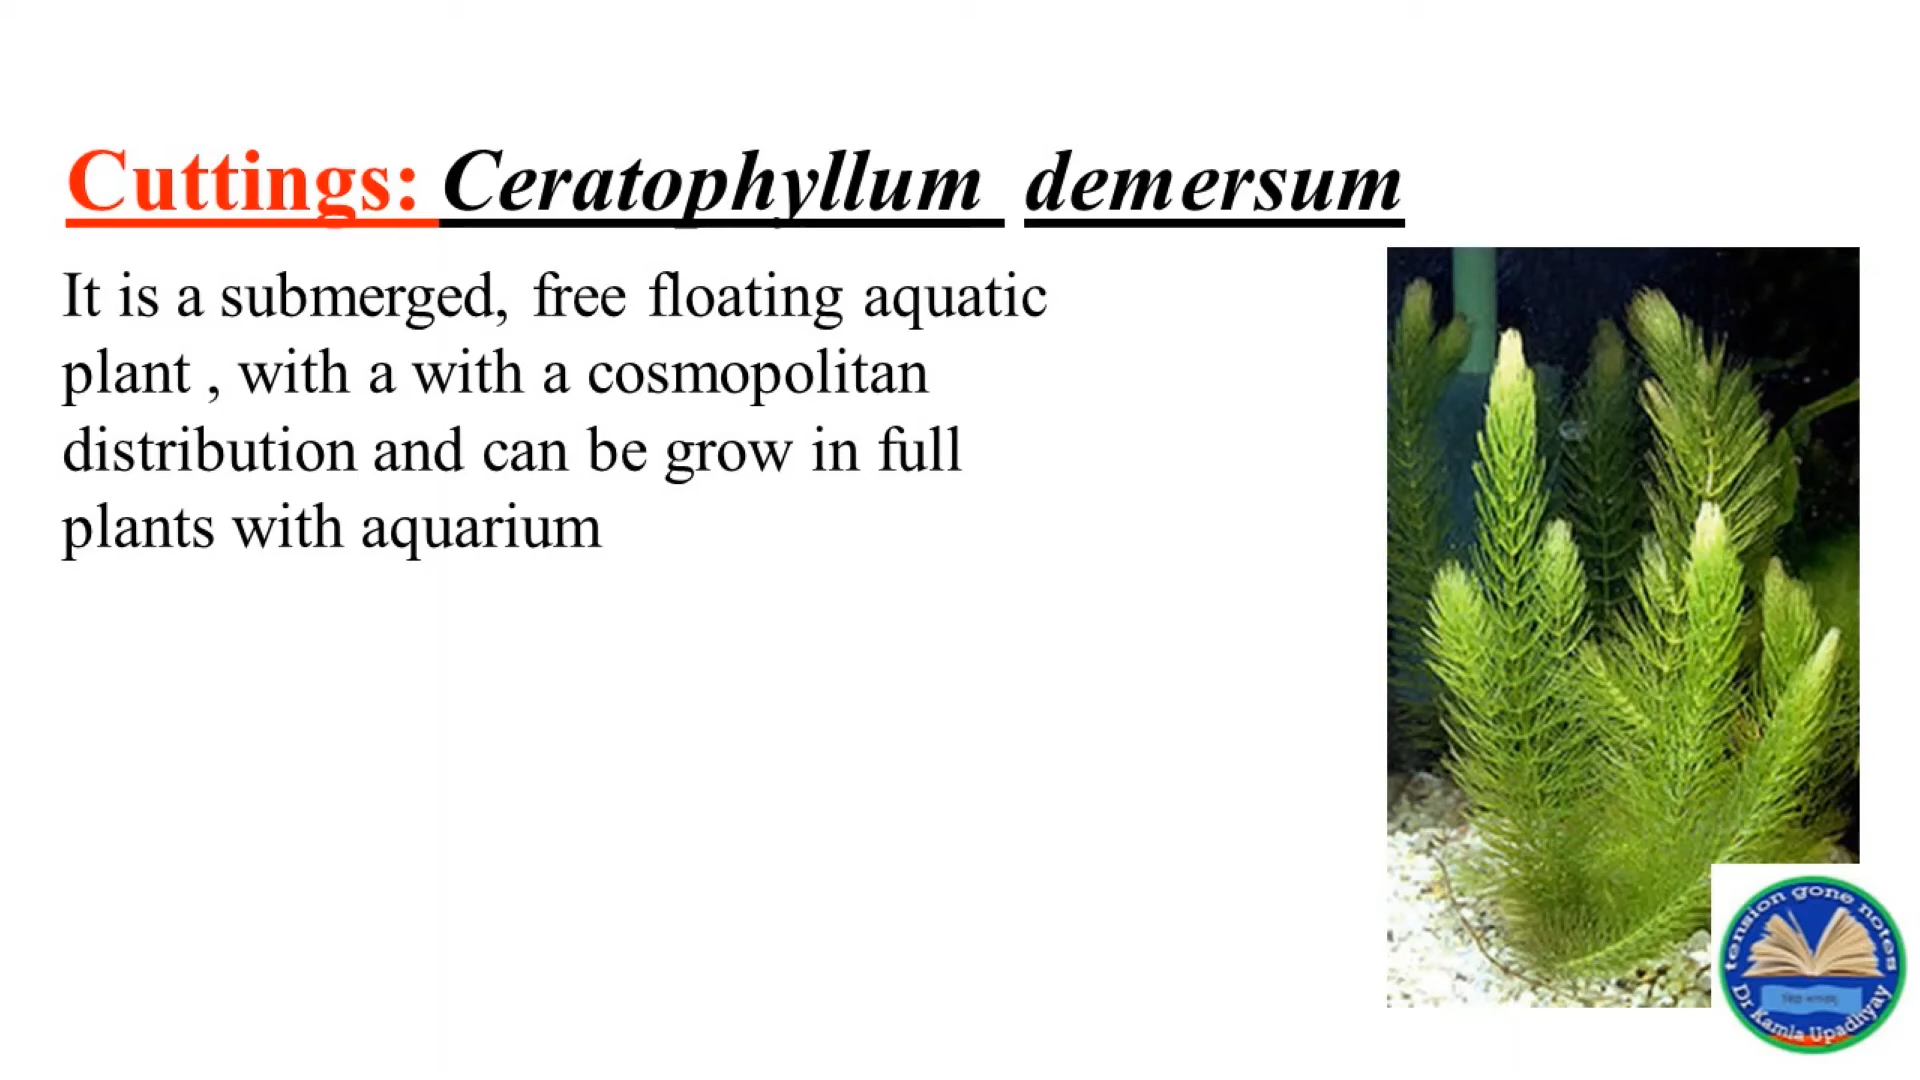 Cuttings: Ceratophyllum demersum
It is a submerged, free floating aquatic
plant , with a with a cosmopolitan
distribution and can be grow in full
plants with aquarium
tension gone notes
Dr Kamla Upadhyay